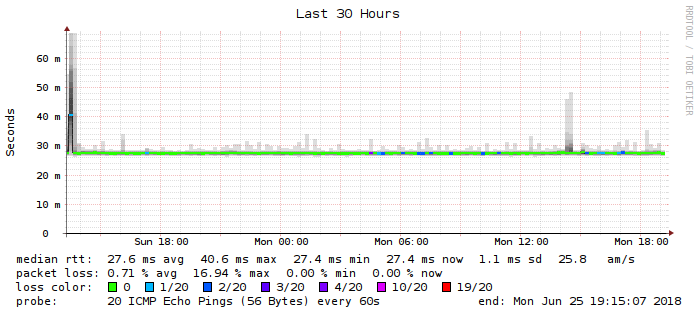 Last 30 Hours
RRDTOOL / TOBI OETIKER
Seconds
60 m
50 m
40 m
30 m
20 m
10 m
0
Sun 18:00 Mon 00:00 Mon 06:00 Mon 12:00 Mon 18:00
median rtt: 27.6 ms avg 40.6 ms max 27.4 ms min 27.4 ms now 1.1 ms sd 25.8 am/s
packet loss: 0.71 % avg 16.94 % max 0.00 % min 0.00 % now
loss color: 0 1/20 2/20 3/20 4/20 10/20 19/20
probe: 20 ICMP Echo Pings (56 Bytes) every 60s end: Mon Jun 25 19:15:07 2018